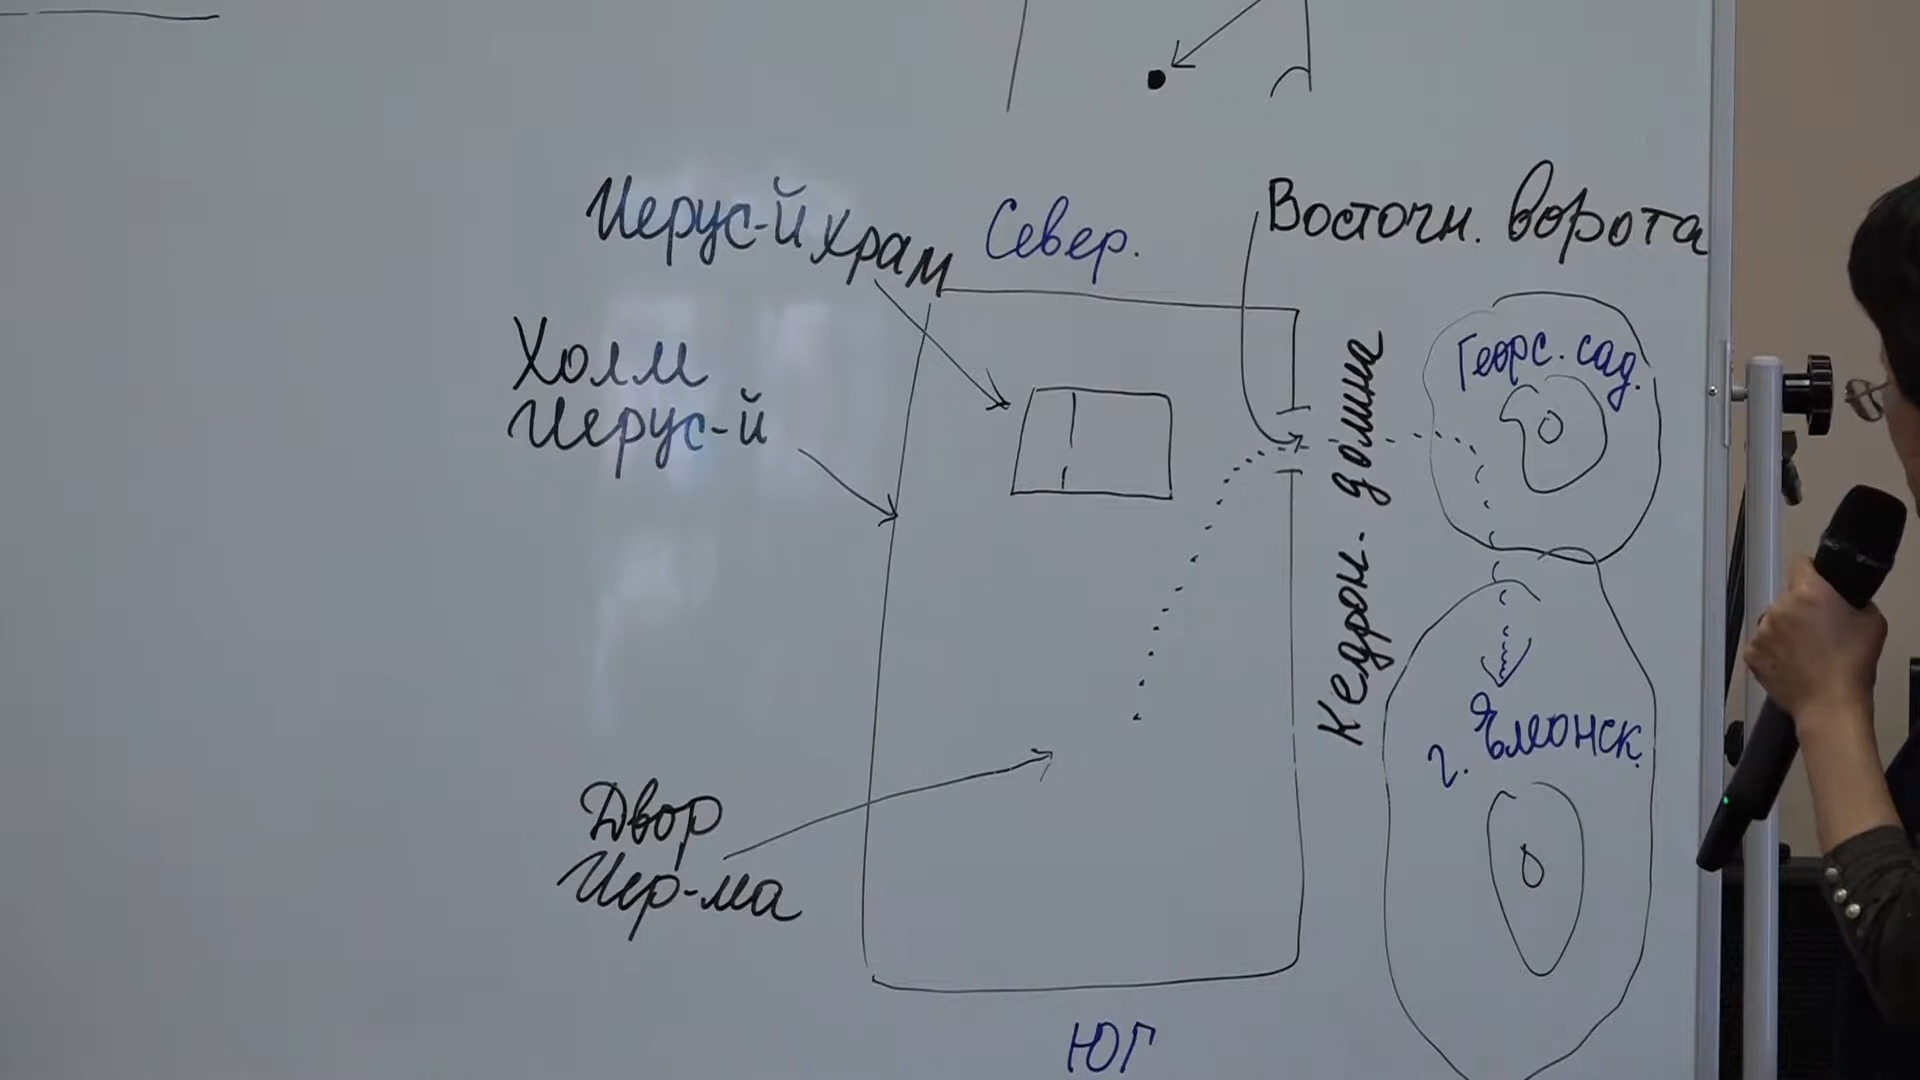 Иерус-й храм
Север.
Восточн. ворота
Холм
Иерус-й
Георс. сад.
Кедрон. долина
г. Елеонск.
Двор
Иер-ма
ЮГ